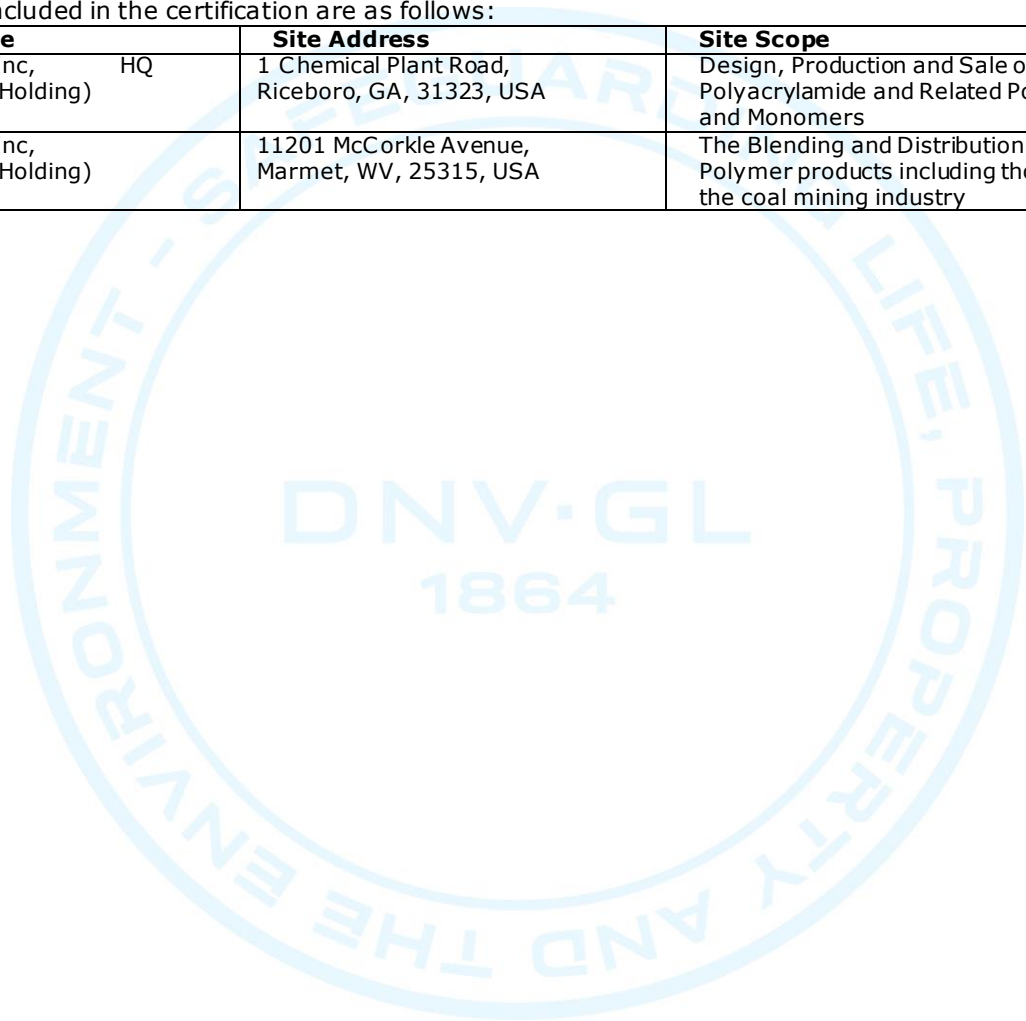 cluded in the certification are as follows:
e Site Address Site Scope
nc, HQ 1 Chemical Plant Road, Design, Production and Sale o
Holding) Riceboro, GA, 31323, USA Polyacrylamide and Related Po
and Monomers
nc, 11201 McCorkle Avenue, The Blending and Distribution
Holding) Marmet, WV, 25315, USA Polymer products including the
the coal mining industry
SAFEGUARDING LIFE, PROPERTY AND THE ENVIRONMENT -
DNV·GL
1864